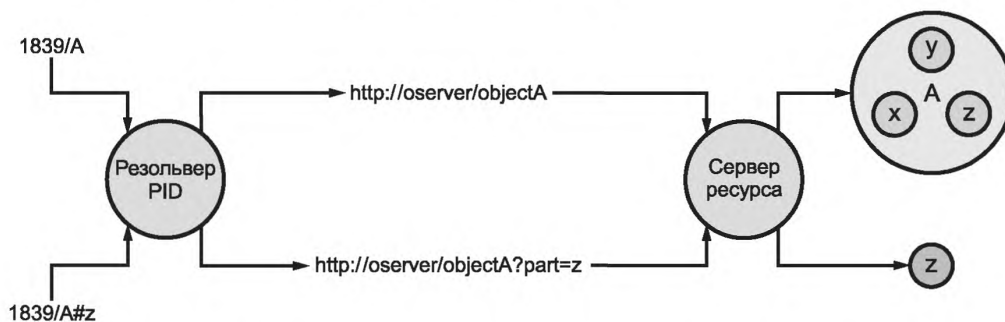 1839/A
http://oserver/objectA
y
A
x
z
Резольвер
PID
Сервер
ресурса
http://oserver/objectA?part=z
z
1839/A#z